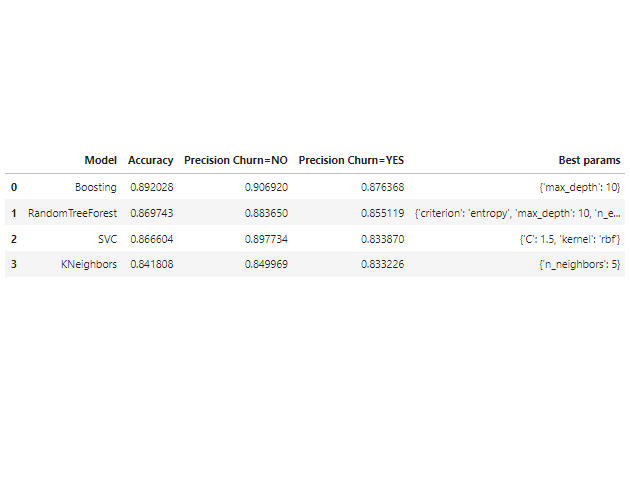 Model Accuracy Precision Churn=NO Precision Churn=YES Best params
0 Boosting 0.892028 0.906920 0.876368 {'max_depth': 10}
1 RandomTreeForest 0.869743 0.883650 0.855119 {'criterion': 'entropy', 'max_depth': 10, 'n_e...
2 SVC 0.866604 0.897734 0.833870 {'C': 1.5, 'kernel': 'rbf'}
3 KNeighbors 0.841808 0.849969 0.833226 {'n_neighbors': 5}